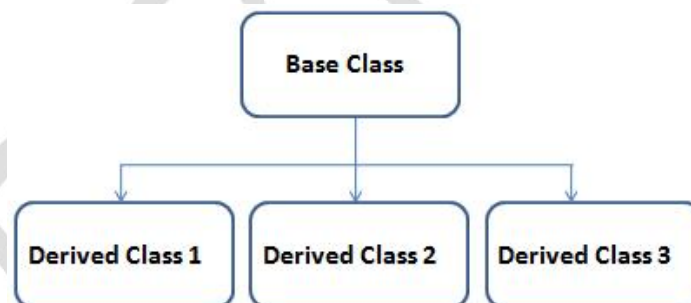 Base Class
Derived Class 1
Derived Class 2
Derived Class 3